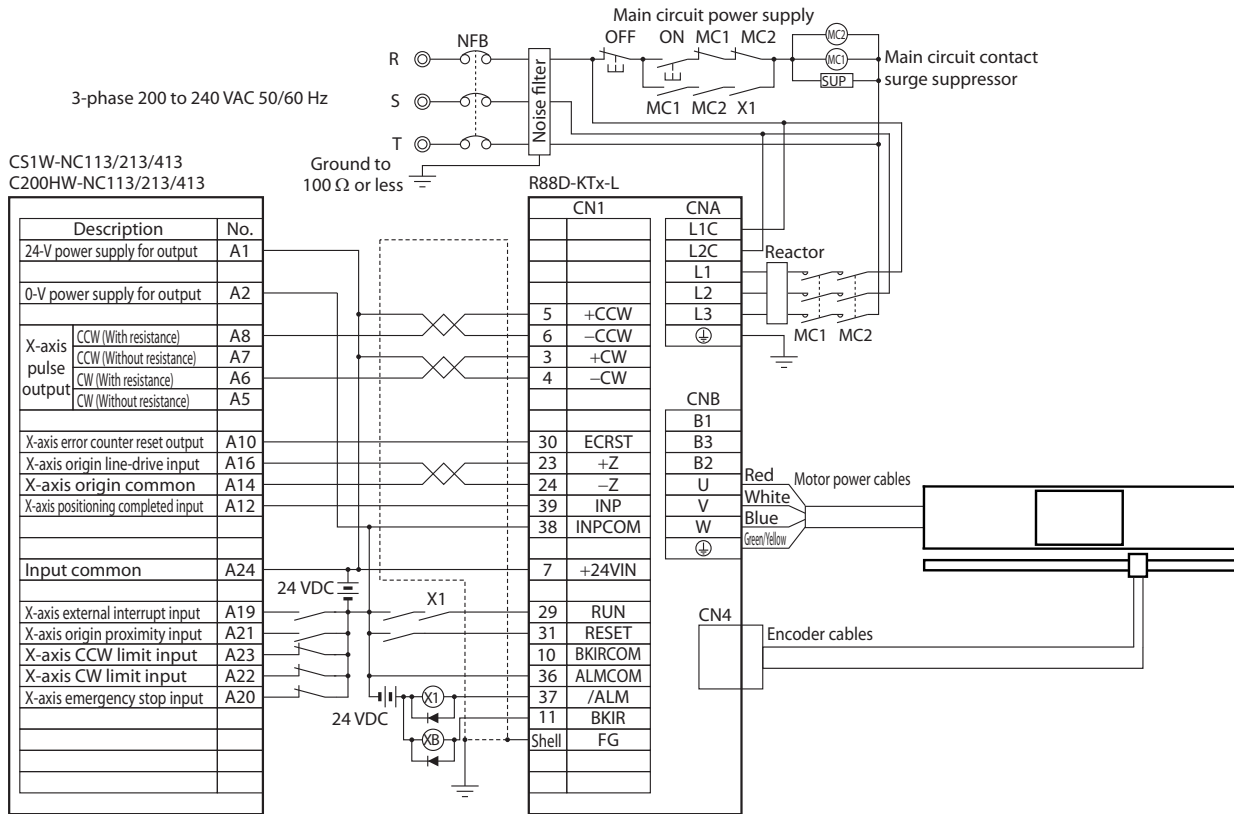 Main circuit power supply
OFF ON MC1 MC2
MC2
MC1
SUP
Main circuit contact
surge suppressor
MC1 MC2 X1
NFB
R
S
T
Noise filter
3-phase 200 to 240 VAC 50/60 Hz
Ground to
100 Ω or less
CS1W-NC113/213/413
C200HW-NC113/213/413
Description No.
24-V power supply for output A1
0-V power supply for output A2
X-axis
pulse
output
CCW (With resistance) A8
CCW (Without resistance) A7
CW (With resistance) A6
CW (Without resistance) A5
X-axis error counter reset output A10
X-axis origin line-drive input A16
X-axis origin common A14
X-axis positioning completed input A12
Input common A24
X-axis external interrupt input A19
X-axis origin proximity input A21
X-axis CCW limit input A23
X-axis CW limit input A22
X-axis emergency stop input A20
24 VDC
X1
24 VDC
X1
XB
R88D-KTx-L
CN1
5 +CCW
6 −CCW
3 +CW
4 −CW
30 ECRST
23 +Z
24 −Z
39 INP
38 INPCOM
7 +24VIN
29 RUN
31 RESET
10 BKIRCOM
36 ALMCOM
37 /ALM
11 BKIR
Shell FG
CNA
L1C
L2C
L1
L2
L3
Reactor
MC1 MC2
CNB
B1
B3
B2
U
V
W
Red
White
Blue
Green/Yellow
Motor power cables
CN4
Encoder cables